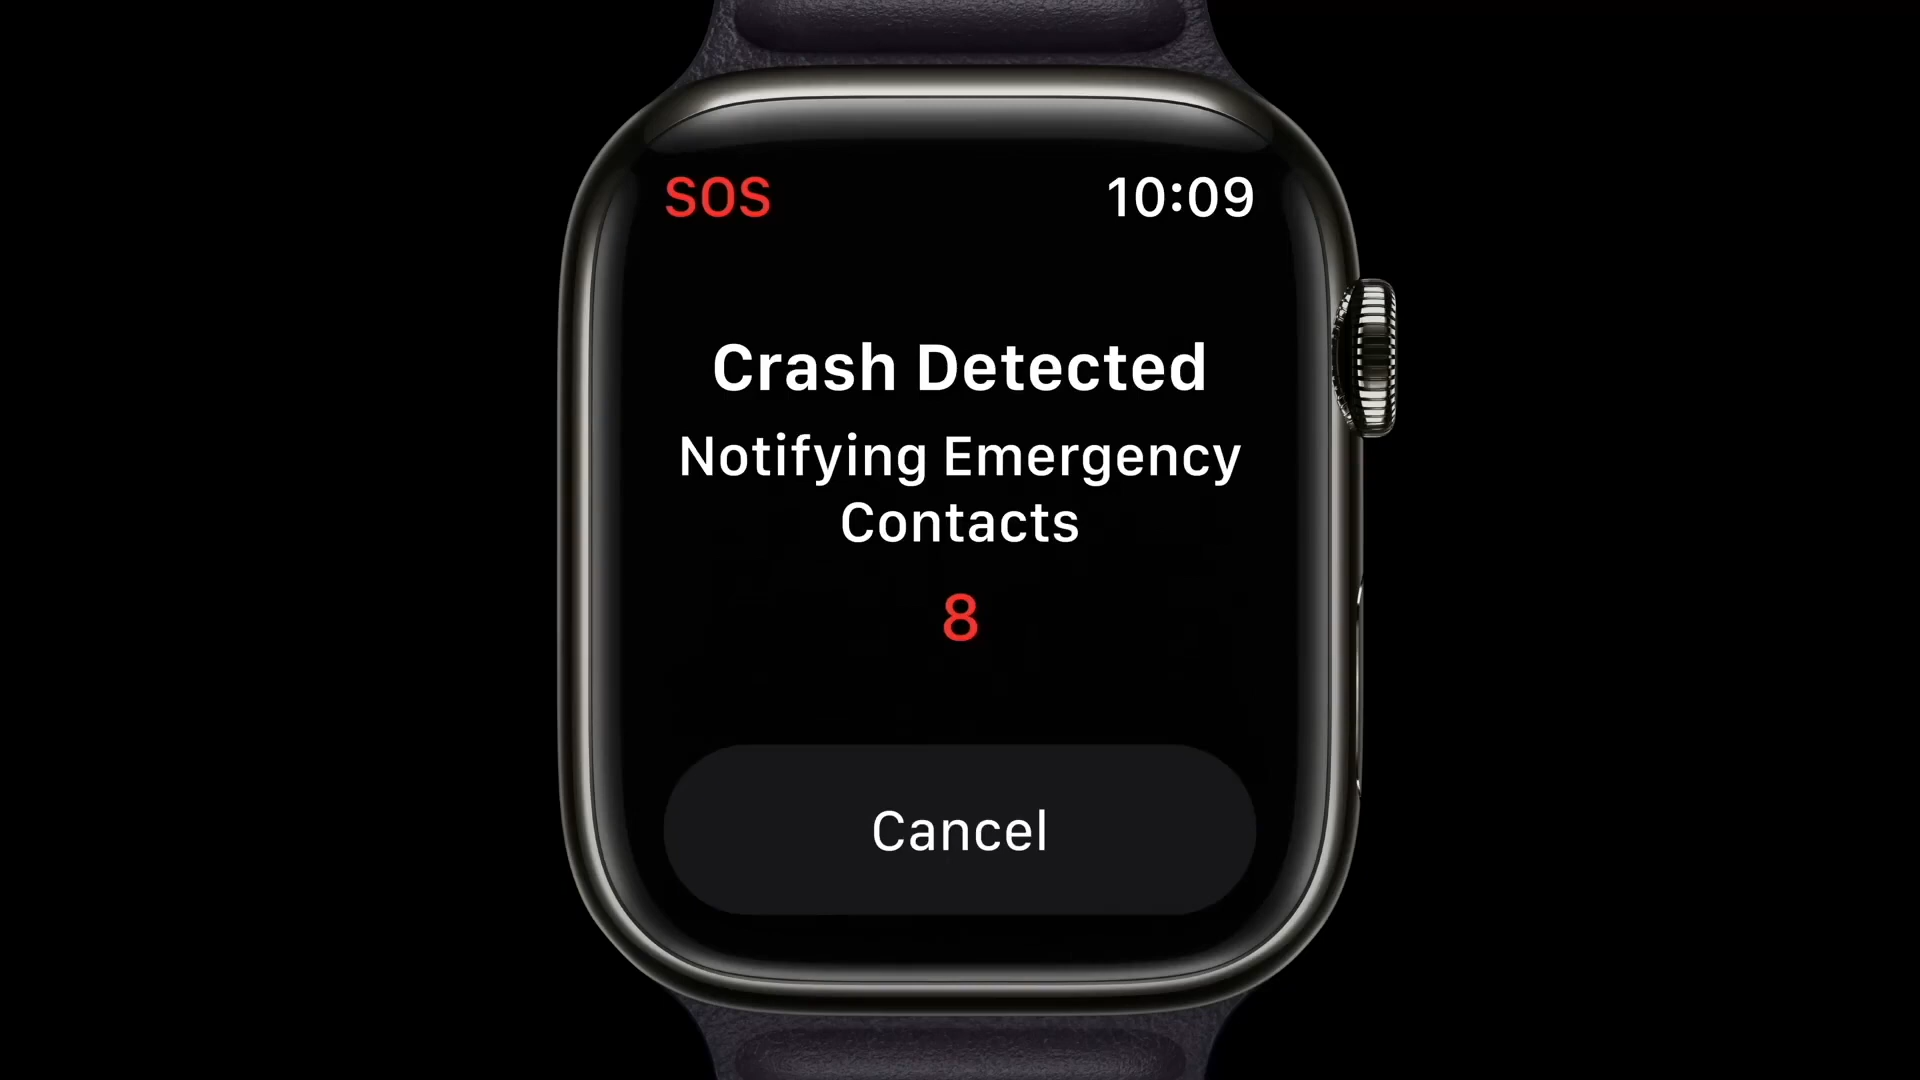 SOS 10:09
Crash Detected
Notifying Emergency
Contacts
8
Cancel